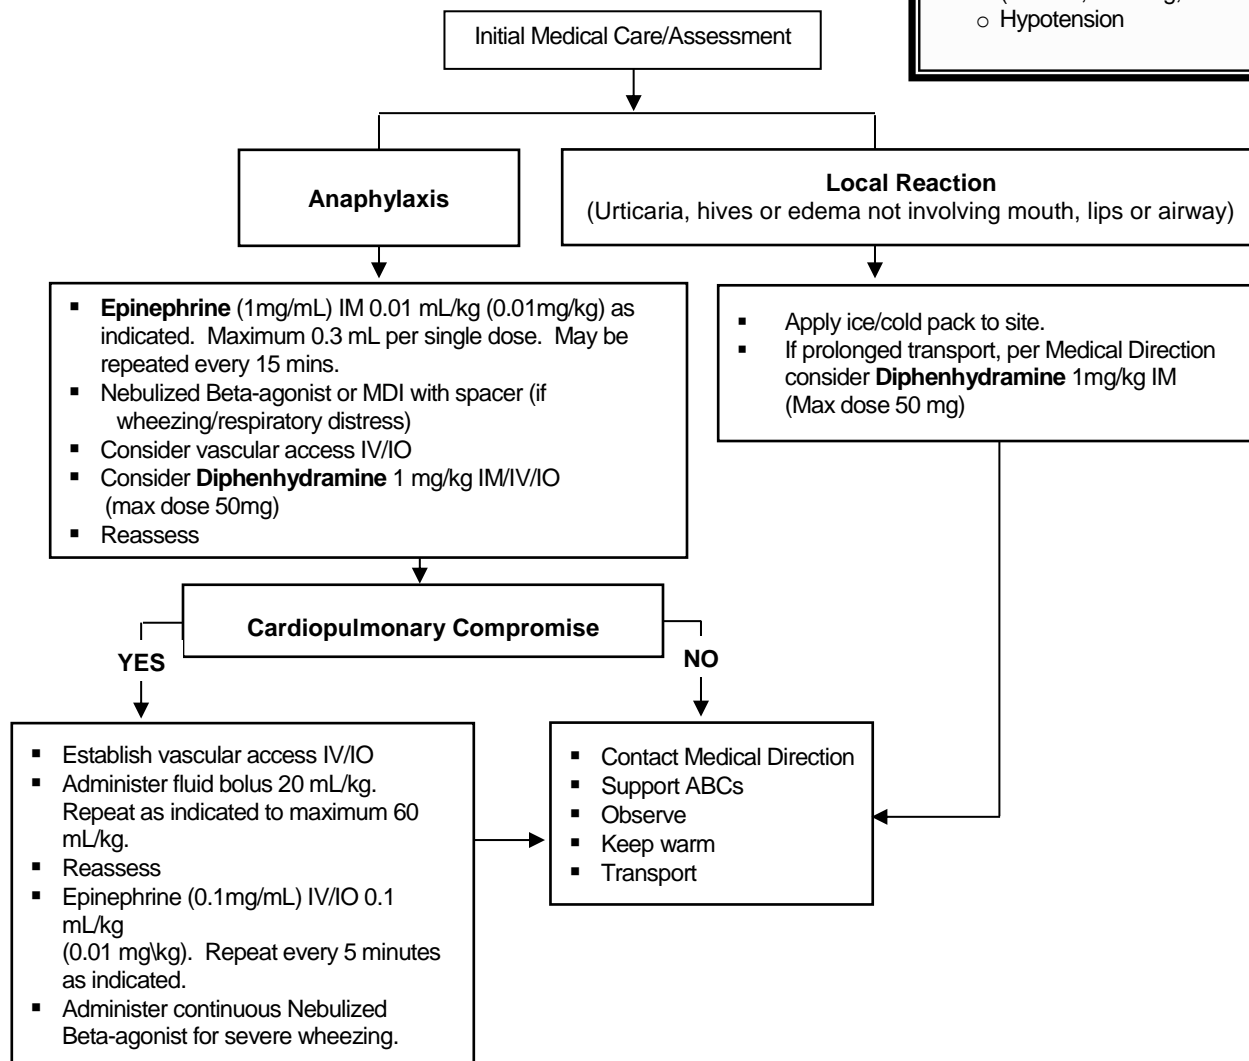 Hypotension
Initial Medical Care/Assessment
Anaphylaxis
Local Reaction
(Urticaria, hives or edema not involving mouth, lips or airway)
▪ Epinephrine (1mg/mL) IM 0.01 mL/kg (0.01mg/kg) as
indicated. Maximum 0.3 mL per single dose. May be
repeated every 15 mins.
▪ Nebulized Beta-agonist or MDI with spacer (if
wheezing/respiratory distress)
▪ Consider vascular access IV/IO
▪ Consider Diphenhydramine 1 mg/kg IM/IV/IO
(max dose 50mg)
▪ Reassess
▪ Apply ice/cold pack to site.
▪ If prolonged transport, per Medical Direction
consider Diphenhydramine 1mg/kg IM
(Max dose 50 mg)
Cardiopulmonary Compromise
YES
NO
▪ Establish vascular access IV/IO
▪ Administer fluid bolus 20 mL/kg.
Repeat as indicated to maximum 60
mL/kg.
▪ Reassess
▪ Epinephrine (0.1mg/mL) IV/IO 0.1
mL/kg
(0.01 mg\kg). Repeat every 5 minutes
as indicated.
▪ Administer continuous Nebulized
Beta-agonist for severe wheezing.
▪ Contact Medical Direction
▪ Support ABCs
▪ Observe
▪ Keep warm
▪ Transport